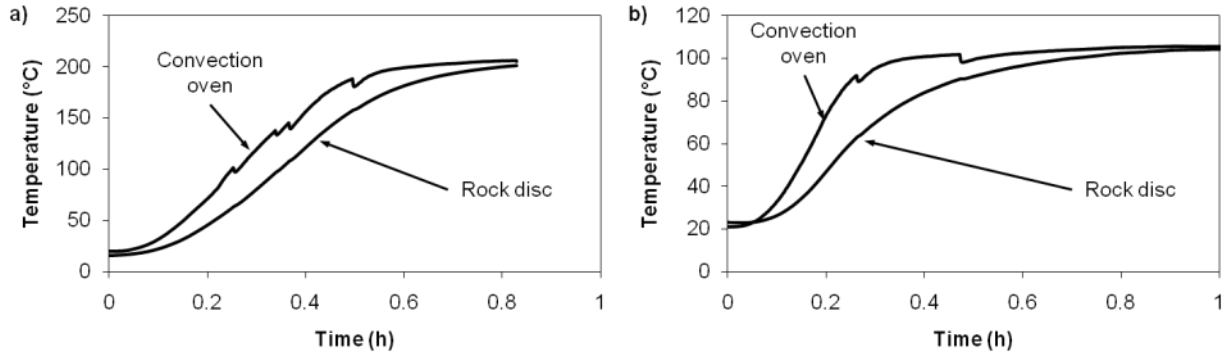 a)
250
200
150
100
50
0
Temperature (°C)
Convection
oven
Rock disc
0 0.2 0.4 0.6 0.8 1
Time (h)
b)
120
100
80
60
40
20
0
Temperature (°C)
Convection
oven
Rock disc
0 0.2 0.4 0.6 0.8 1
Time (h)